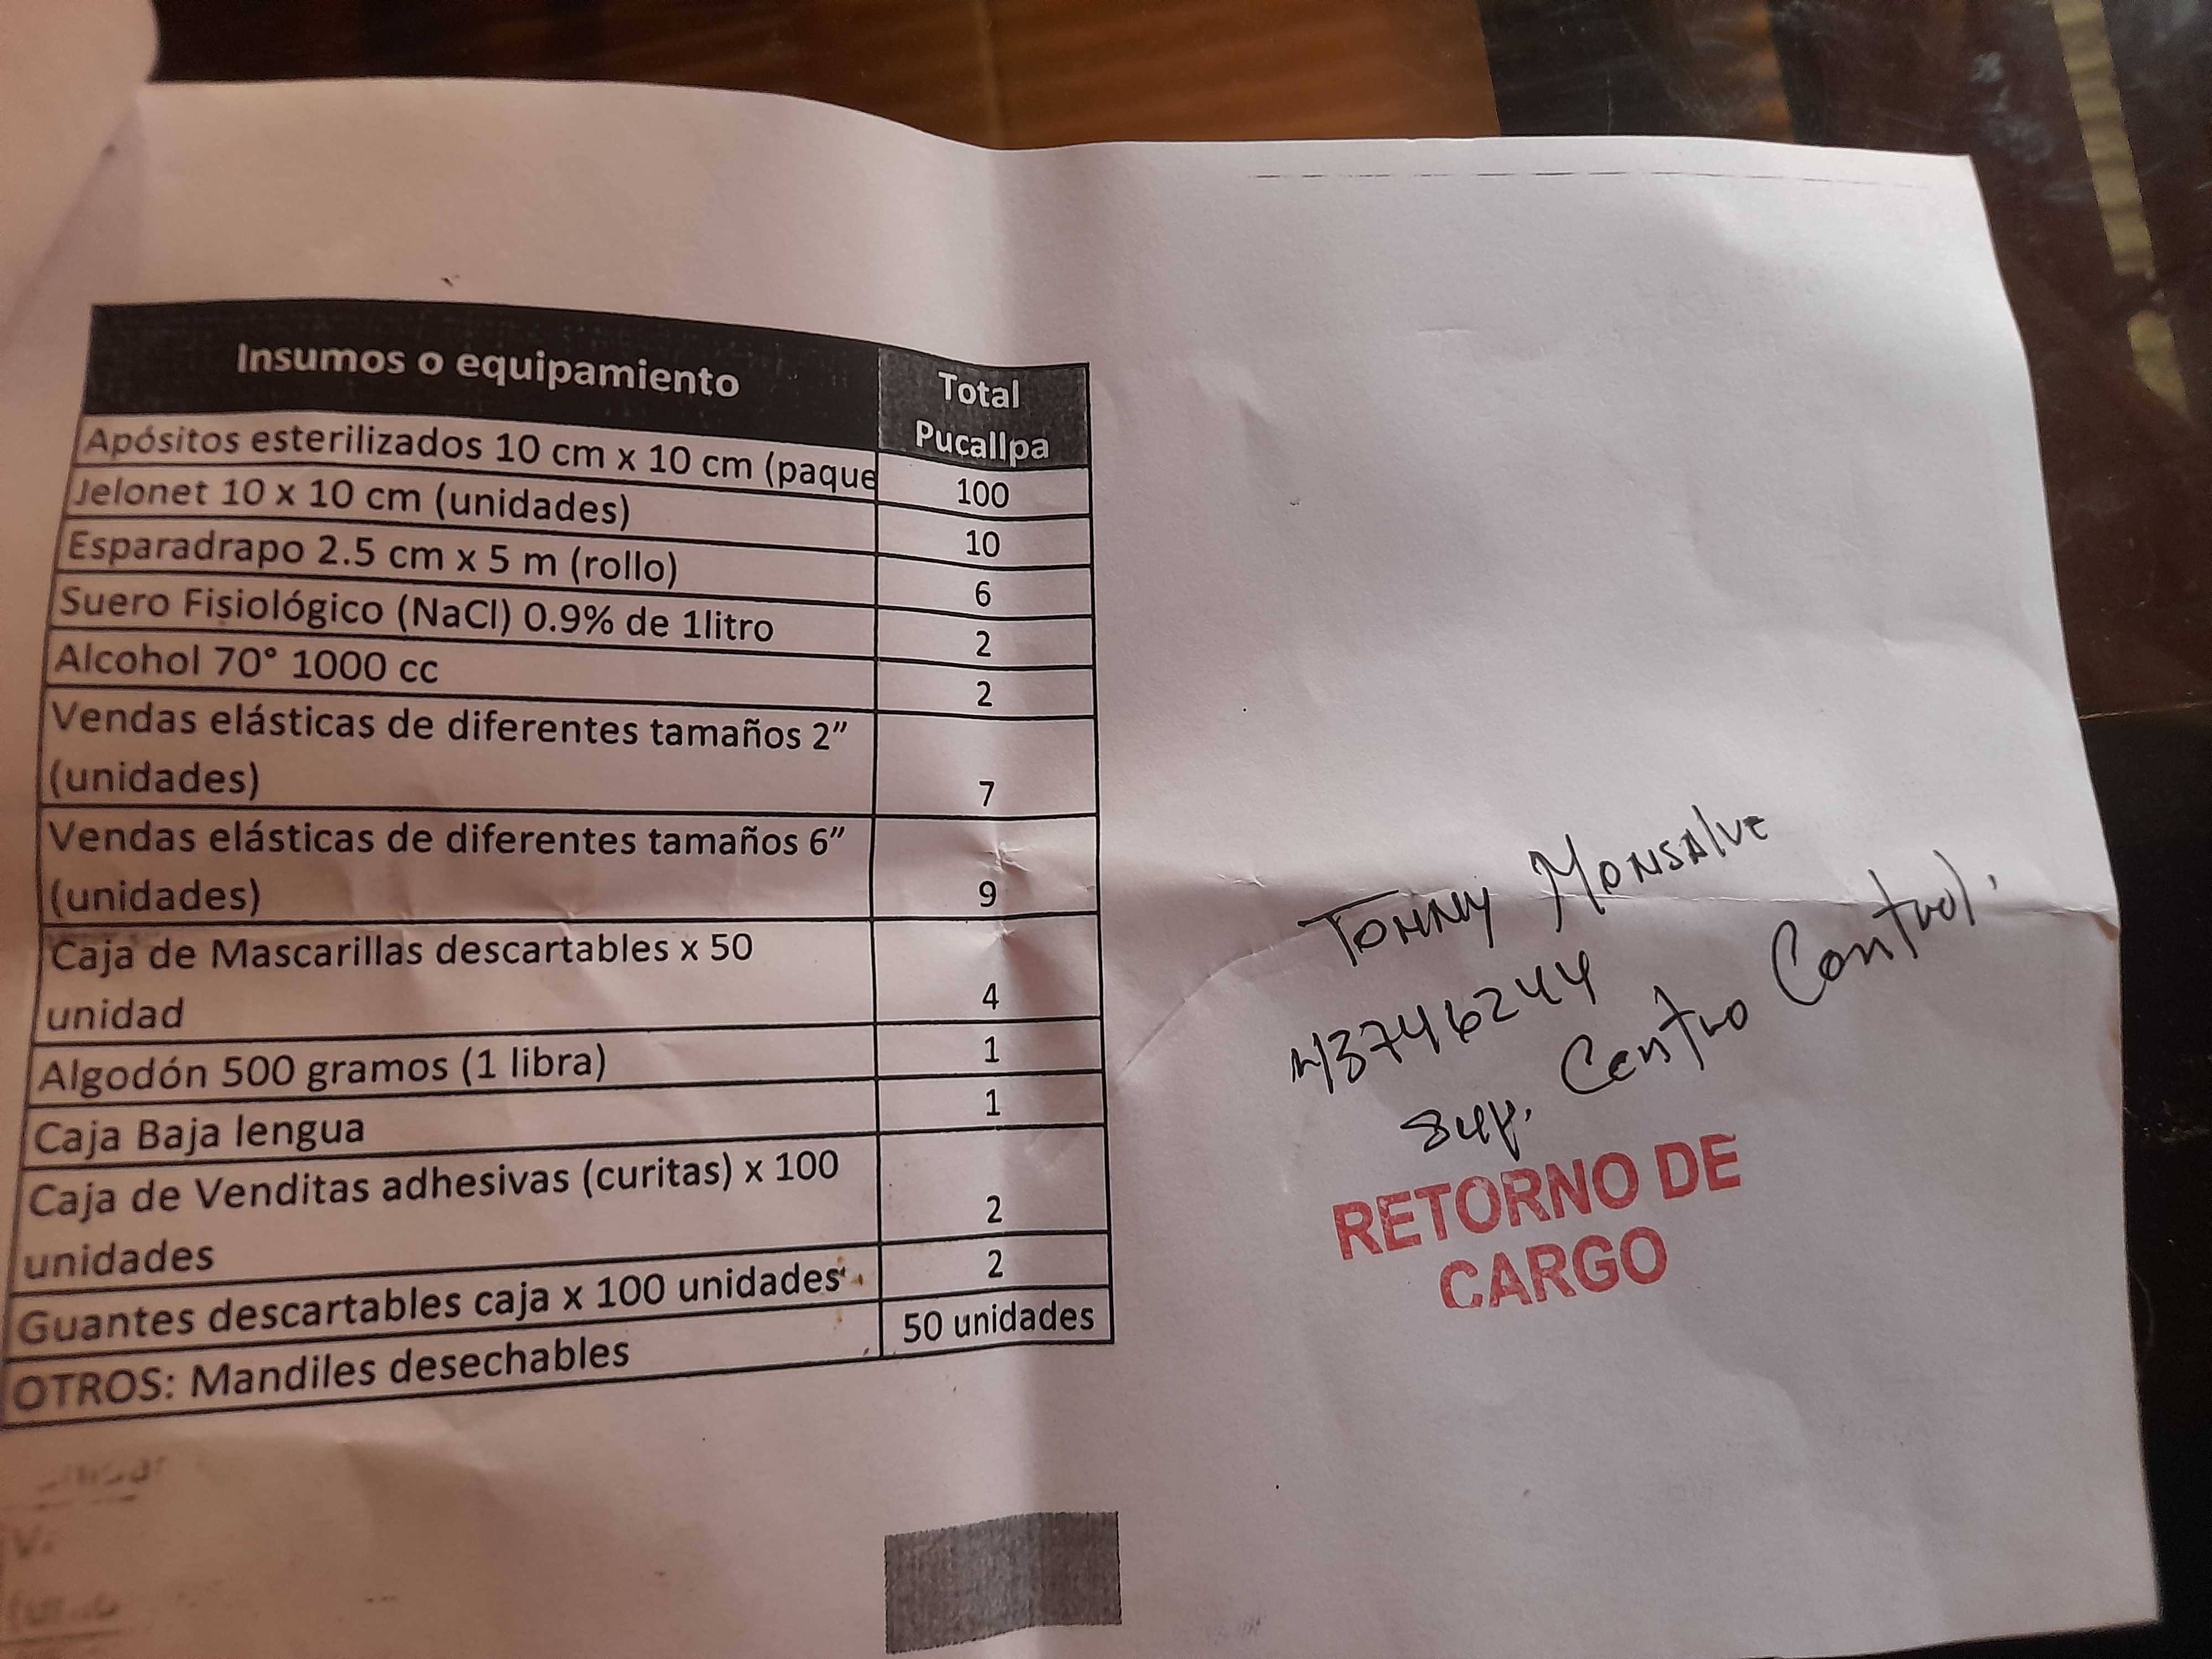 Insumos o equipamiento
Total
Pucallpa
Apósitos esterilizados 10 cm x 10 cm (paque
100
Jelonet 10 x 10 cm (unidades)
10
Esparadrapo 2.5 cm x 5 m (rollo)
6
Suero Fisiológico (NaCl) 0.9% de 1litro
2
Alcohol 70° 1000 cc
2
Vendas elásticas de diferentes tamaños 2”
(unidades)
7
Vendas elásticas de diferentes tamaños 6”
(unidades)
9
Caja de Mascarillas descartables x 50
unidad
4
Algodón 500 gramos (1 libra)
1
Caja Baja lengua
1
Caja de Venditas adhesivas (curitas) x 100
unidades
2
Guantes descartables caja x 100 unidades
2
OTROS: Mandiles desechables
50 unidades
Tommy Monsalve
43746244
Sup. Centro Control.
RETORNO DE
CARGO